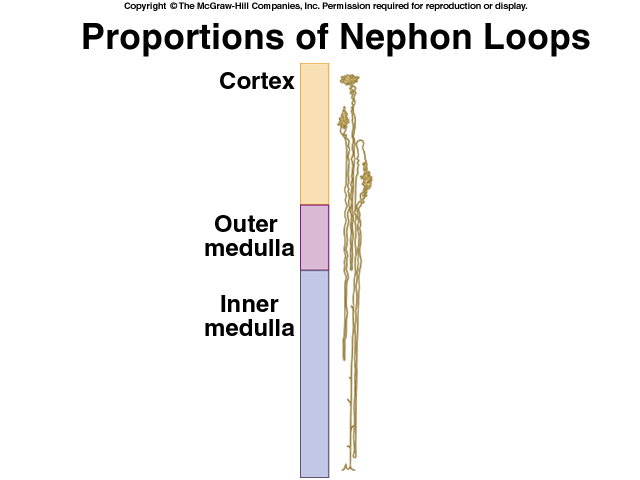 Copyright © The McGraw-Hill Companies, Inc. Permission required for reproduction or display.
Proportions of Nephon Loops
Cortex
Outer
medulla
Inner
medulla